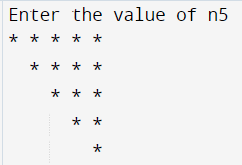 Enter the value of n5
* * * * *
  * * * *
    * * *
      * *
        *